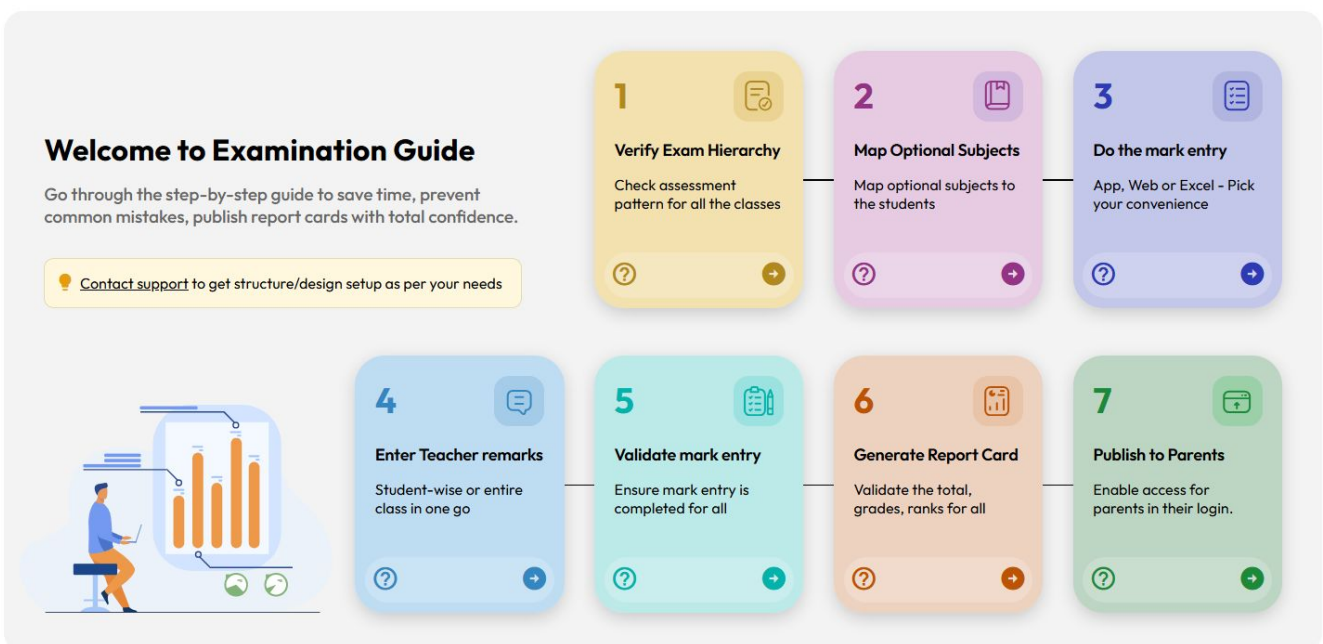 Welcome to Examination Guide
Go through the step-by-step guide to save time, prevent
common mistakes, publish report cards with total confidence.
Contact support to get structure/design setup as per your needs
1
Verify Exam Hierarchy
Check assessment
pattern for all the classes
?
2
Map Optional Subjects
Map optional subjects to
the students
?
3
Do the mark entry
App, Web or Excel - Pick
your convenience
?
4
Enter Teacher remarks
Student-wise or entire
class in one go
?
5
Validate mark entry
Ensure mark entry is
completed for all
?
6
Generate Report Card
Validate the total,
grades, ranks for all
?
7
Publish to Parents
Enable access for
parents in their login.
?